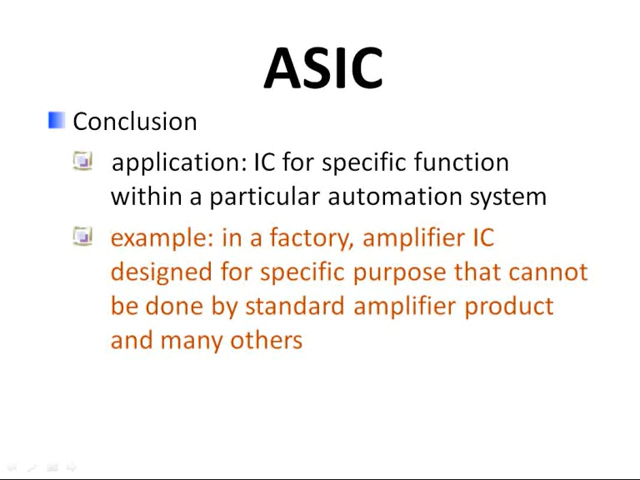 ASIC
Conclusion
application: IC for specific function
within a particular automation system
example: in a factory, amplifier IC
designed for specific purpose that cannot
be done by standard amplifier product
and many others